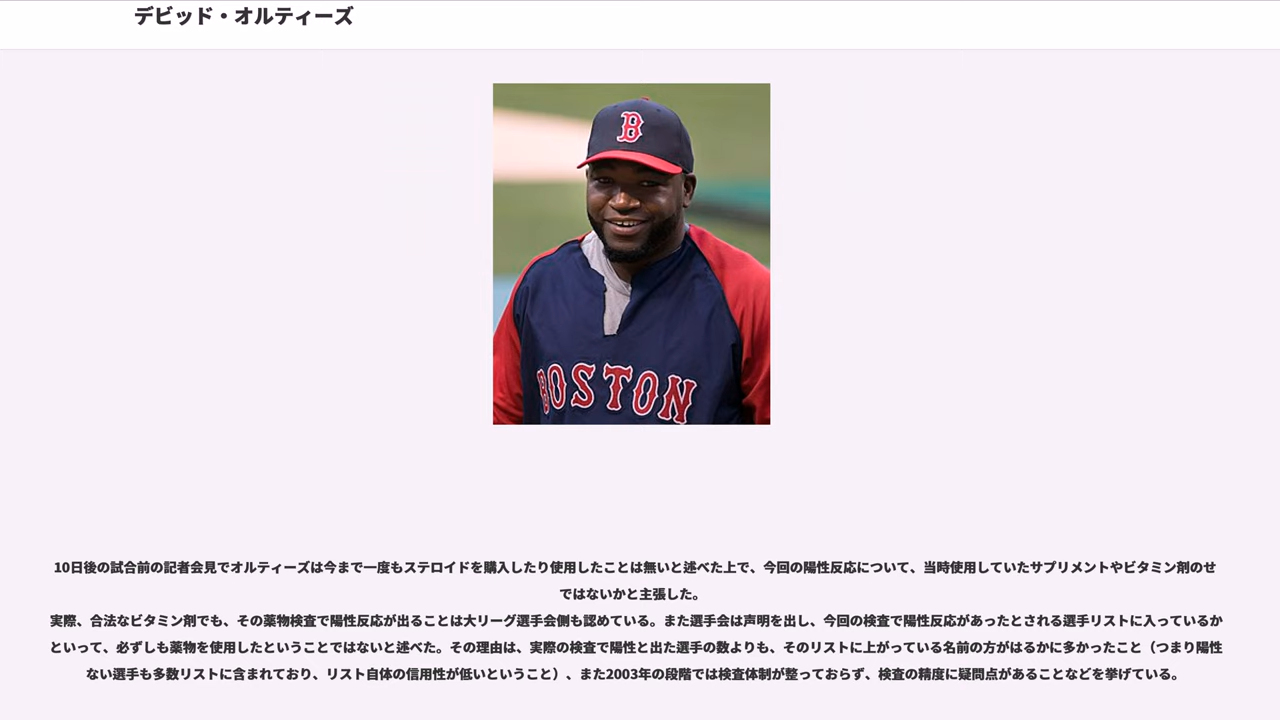 デビッド・オルティーズ
B
BOSTON
10日後の試合前の記者会見でオルティーズは今まで一度もステロイドを購入したり使用したことは無いと述べた上で、今回の陽性反応について、当時使用していたサプリメントやビタミン剤のせ
ではないかと主張した。
実際、合法なビタミン剤でも、その薬物検査で陽性反応が出ることは大リーグ選手会側も認めている。また選手会は声明を出し、今回の検査で陽性反応があったとされる選手リストに入っているか
といって、必ずしも薬物を使用したということではないと述べた。その理由は、実際の検査で陽性と出た選手の数よりも、そのリストに上がっている名前の方がはるかに多かったこと（つまり陽性
ない選手も多数リストに含まれており、リスト自体の信用性が低いということ）、また2003年の段階では検査体制が整っておらず、検査の精度に疑問点があることなどを挙げている。